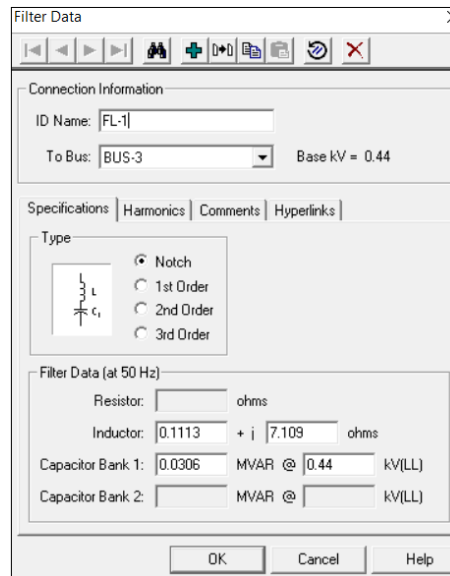 Filter Data
Connection Information
ID Name: FL-1
To Bus: BUS-3 Base kV = 0.44
Specifications Harmonics Comments Hyperlinks
Type
L
C₁
Notch
1st Order
2nd Order
3rd Order
Filter Data (at 50 Hz)
Resistor: ohms
Inductor: 0.1113 + j 7.109 ohms
Capacitor Bank 1: 0.0306 MVAR @ 0.44 kV(LL)
Capacitor Bank 2: MVAR @ kV(LL)
OK Cancel Help